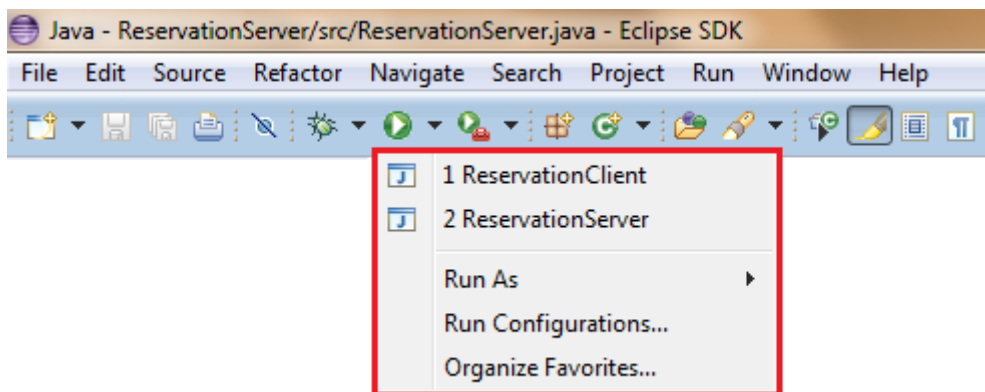 Java - ReservationServer/src/ReservationServer.java - Eclipse SDK
File Edit Source Refactor Navigate Search Project Run Window Help
1 ReservationClient
2 ReservationServer
Run As
Run Configurations...
Organize Favorites...